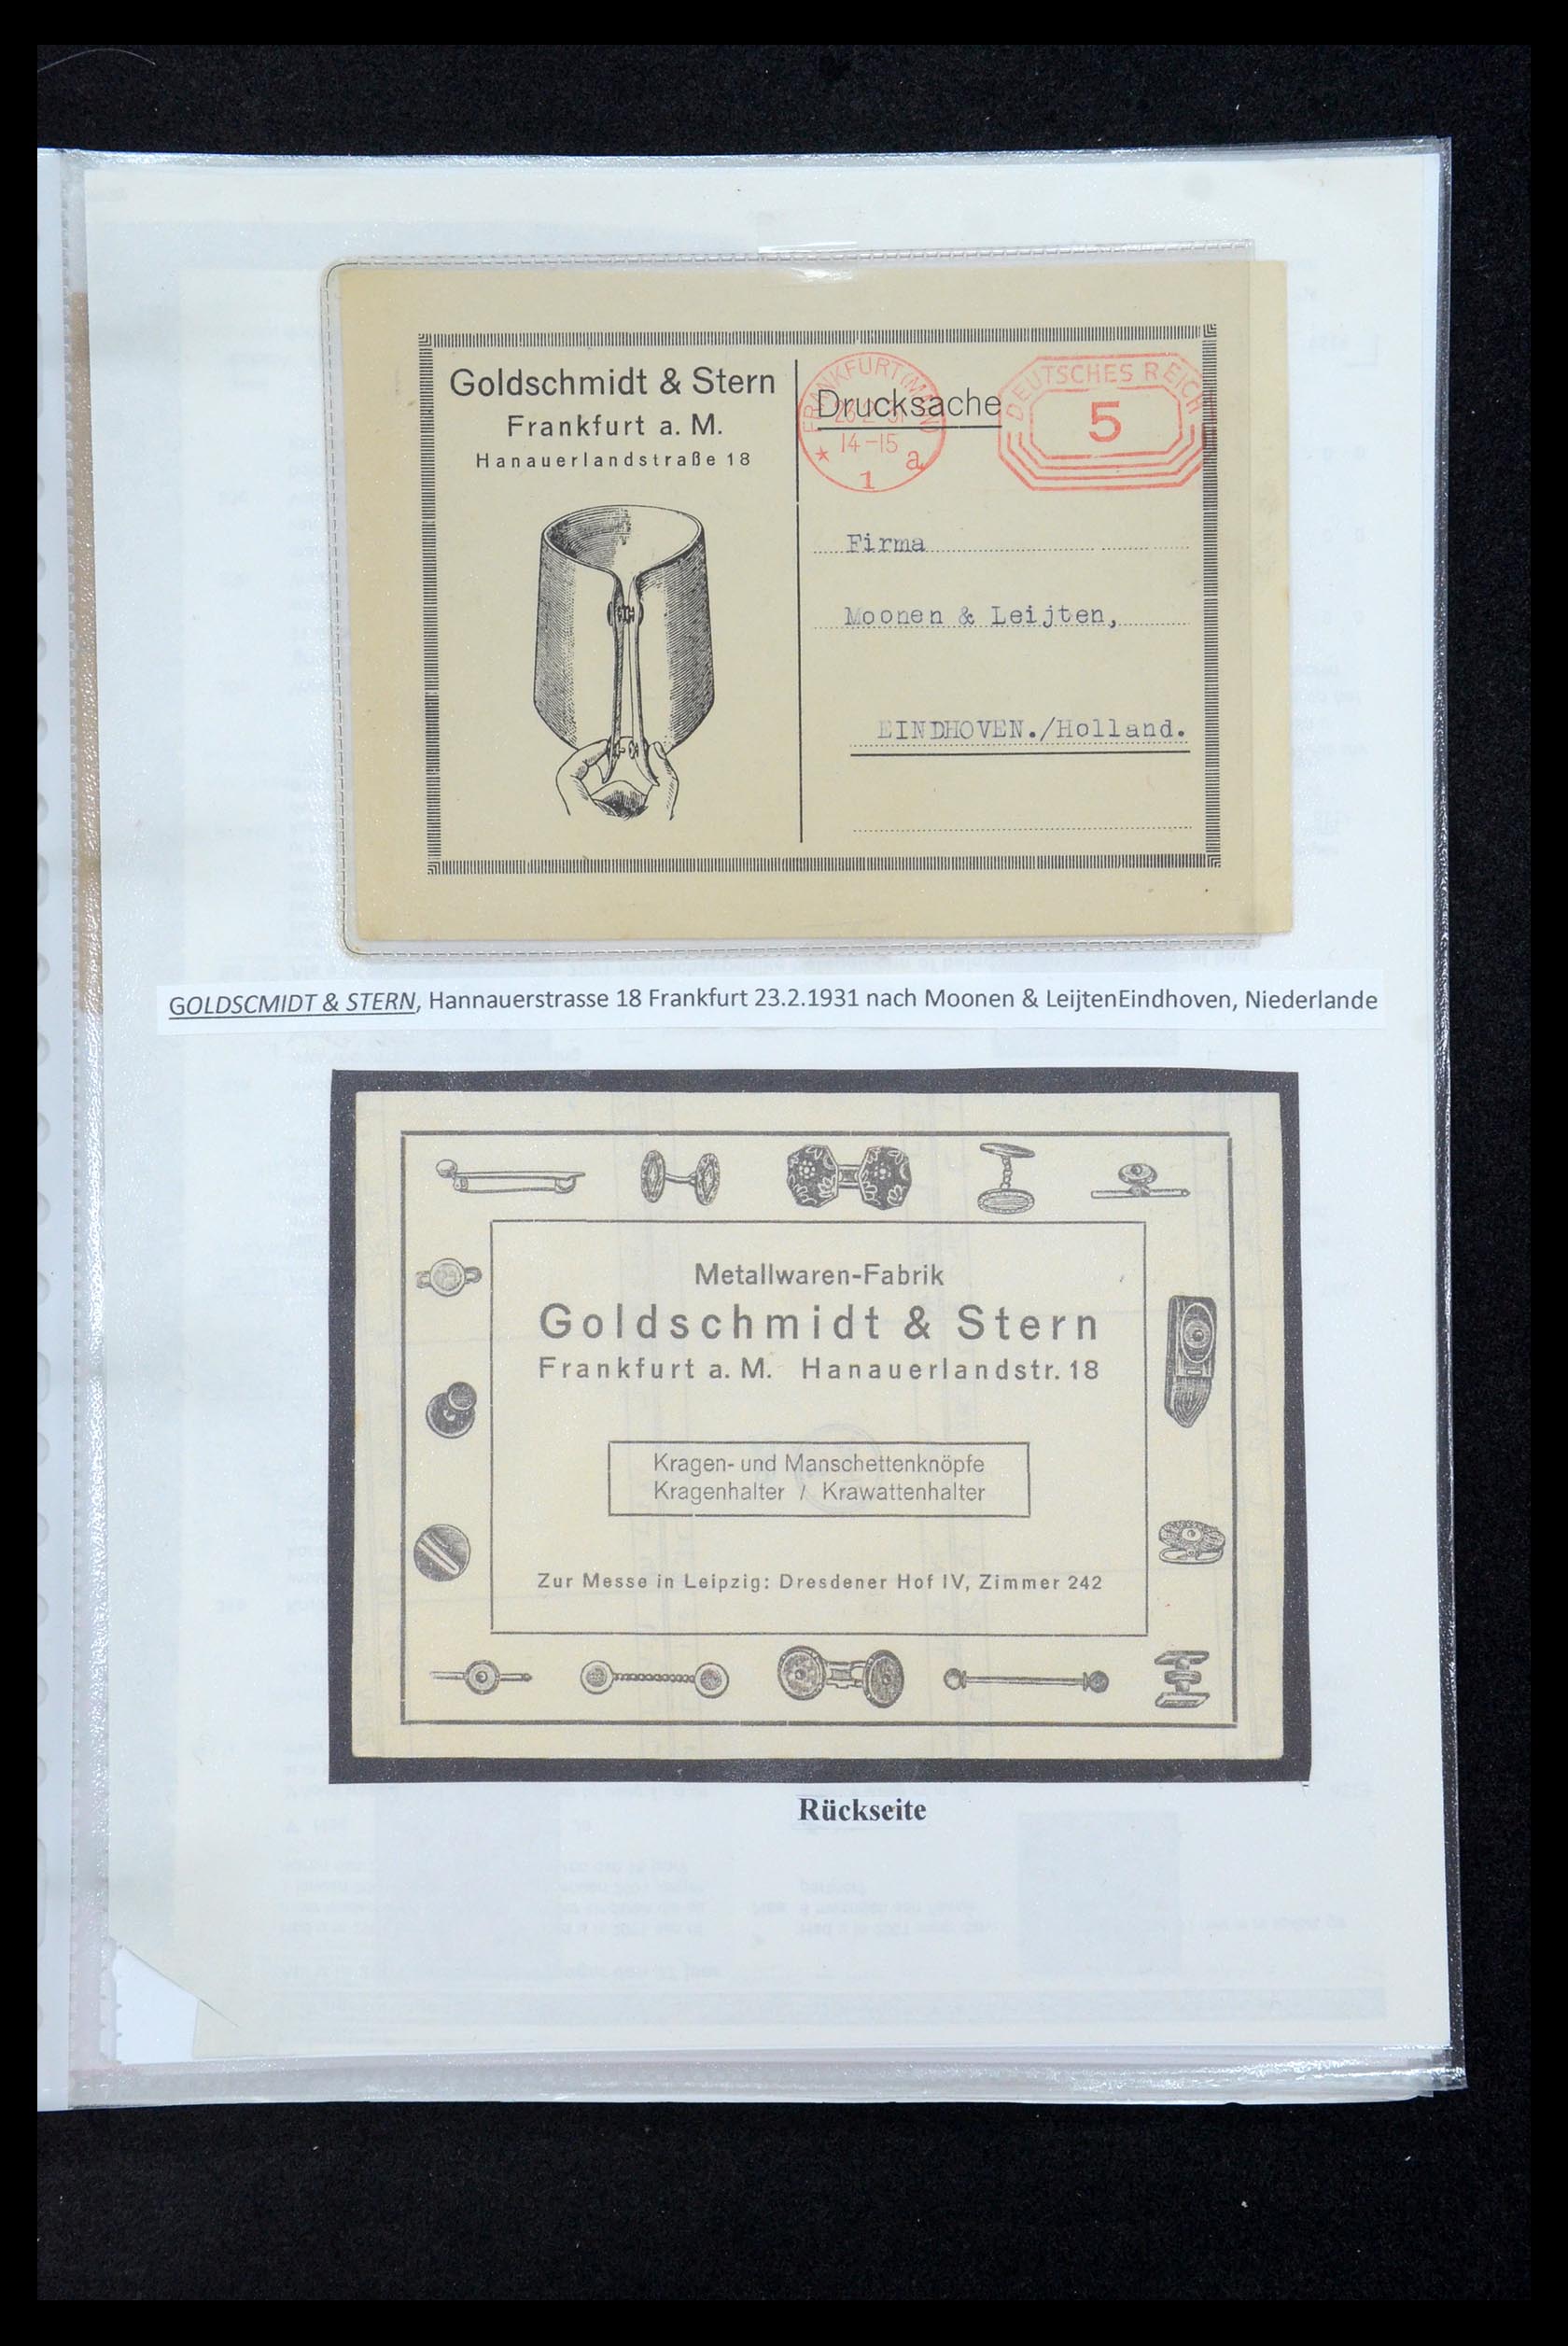 Goldschmidt & Stern
Frankfurt a. M.
Hanauerlandstraße 18
FRANKFURT (MAIN)
14-15
1 a
Drucksache
DEUTSCHES REICH
5
Firma
Moonen & Leijten,
EINDHOVEN./Holland.
GOLDSCMIDT & STERN, Hannauerstrasse 18 Frankfurt 23.2.1931 nach Moonen & LeijtenEindhoven, Niederlande
Metallwaren-Fabrik
Goldschmidt & Stern
Frankfurt a. M. Hanauerlandstr. 18
Kragen- und Manschettenknöpfe
Kragenhalter / Krawattenhalter
Zur Messe in Leipzig: Dresdener Hof IV, Zimmer 242
Rückseite